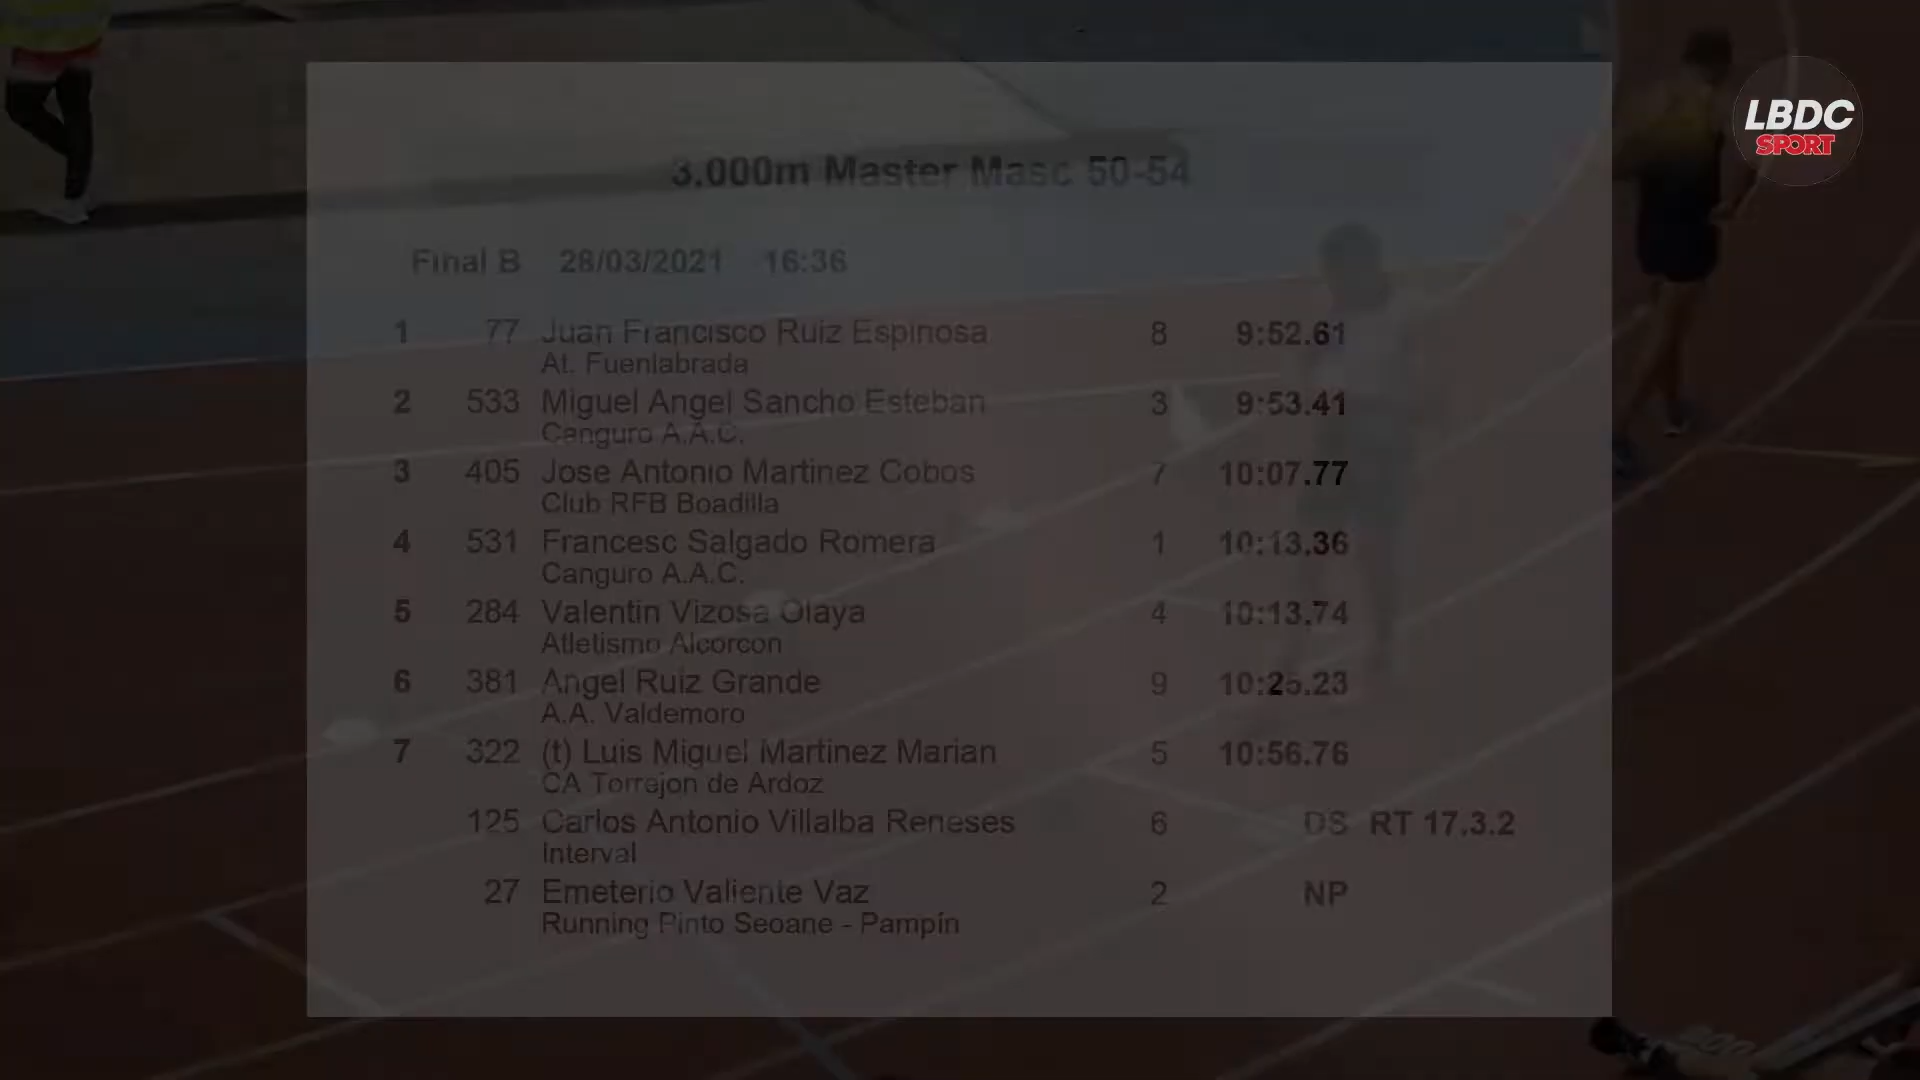 LBDC
SPORT
3.000m Master Masc 50-54
Final B 28/03/2021 16:36
1 77 Juan Francisco Ruiz Espinosa 8 9:52.61
At. Fuenlabrada
2 533 Miguel Angel Sancho Esteban 3 9:53.41
Canguro A.A.C.
3 405 Jose Antonio Martinez Cobos 7 10:07.77
Club RFB Boadilla
4 531 Francesc Salgado Romera 1 10:13.36
Canguro A.A.C.
5 284 Valentin Vizosa Olaya 4 10:13.74
Atletismo Alcorcon
6 381 Angel Ruiz Grande 9 10:25.23
A.A. Valdemoro
7 322 (t) Luis Miguel Martinez Marian 5 10:56.76
CA Torrejon de Ardoz
125 Carlos Antonio Villalba Reneses 6 DS RT 17.3.2
Interval
27 Emeterio Valiente Vaz 2 NP
Running Pinto Seoane - Pampín